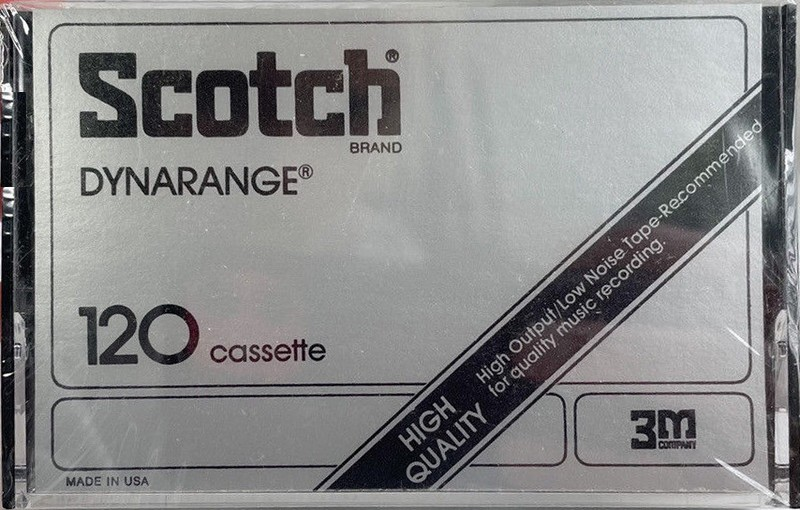 Scotch®
BRAND
DYNARANGE®
120 cassette
HIGH
QUALITY
High Output/Low Noise Tape-Recommended
for quality music recording.
3M
COMPANY
MADE IN USA